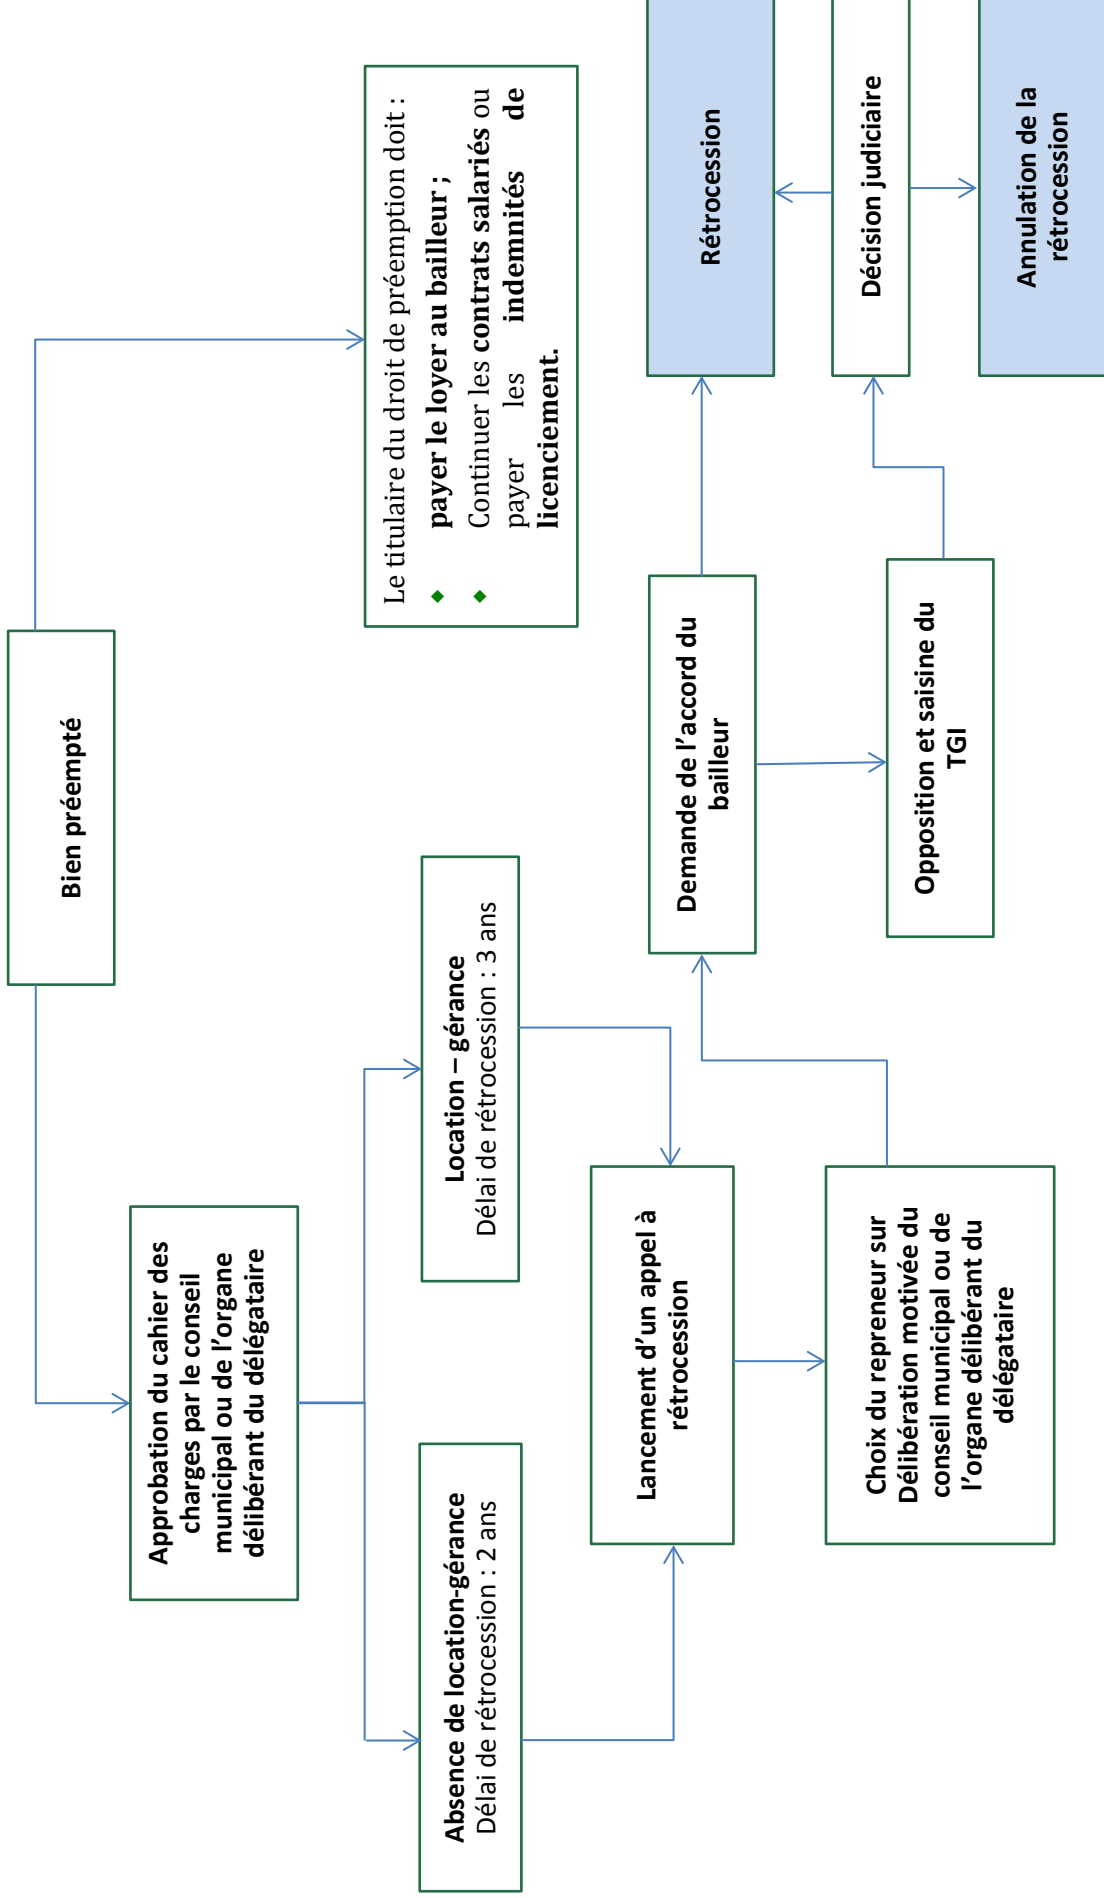 Bien préempté
Approbation du cahier des
charges par le conseil
municipal ou de l’organe
délibérant du délégataire
Le titulaire du droit de préemption doit :
◆ payer le loyer au bailleur ;
◆ Continuer les contrats salariés ou
payer les indemnités de
licenciement.
Absence de location-gérance
Délai de rétrocession : 2 ans
Location – gérance
Délai de rétrocession : 3 ans
Lancement d’un appel à
rétrocession
Choix du repreneur sur
Délibération motivée du
conseil municipal ou de
l’organe délibérant du
délégataire
Demande de l’accord du
bailleur
Opposition et saisine du
TGI
Rétrocession
Décision judiciaire
Annulation de la
rétrocession